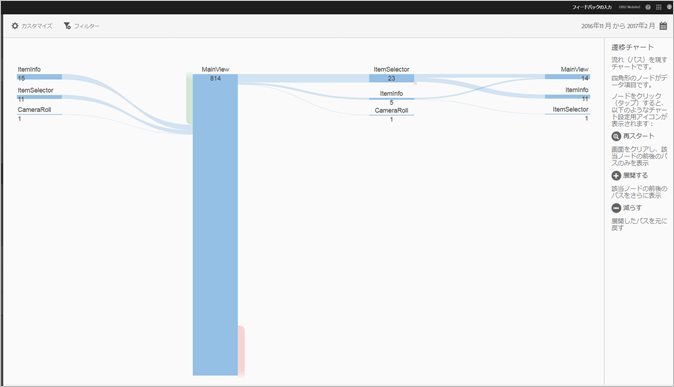 フィードバックの入力
カスタマイズ
フィルター
2016年11月 から 2017年2月
ItemInfo
15
ItemSelector
11
CameraRoll
1
MainView
814
ItemSelector
23
ItemInfo
5
CameraRoll
1
MainView
14
ItemInfo
11
ItemSelector
1
遷移チャート
流れ（パス）を現す
チャートです。
四角形のノードがデ
ータ項目です。
ノードをクリック
（タップ）すると、
以下のようなチャー
ト設定用アイコンが
表示されます：
再スタート
画面をクリアし、該
当ノードの前後のパ
スのみを表示
展開する
該当ノードの前後の
パスをさらに表示
減らす
展開したパスを元に
戻す